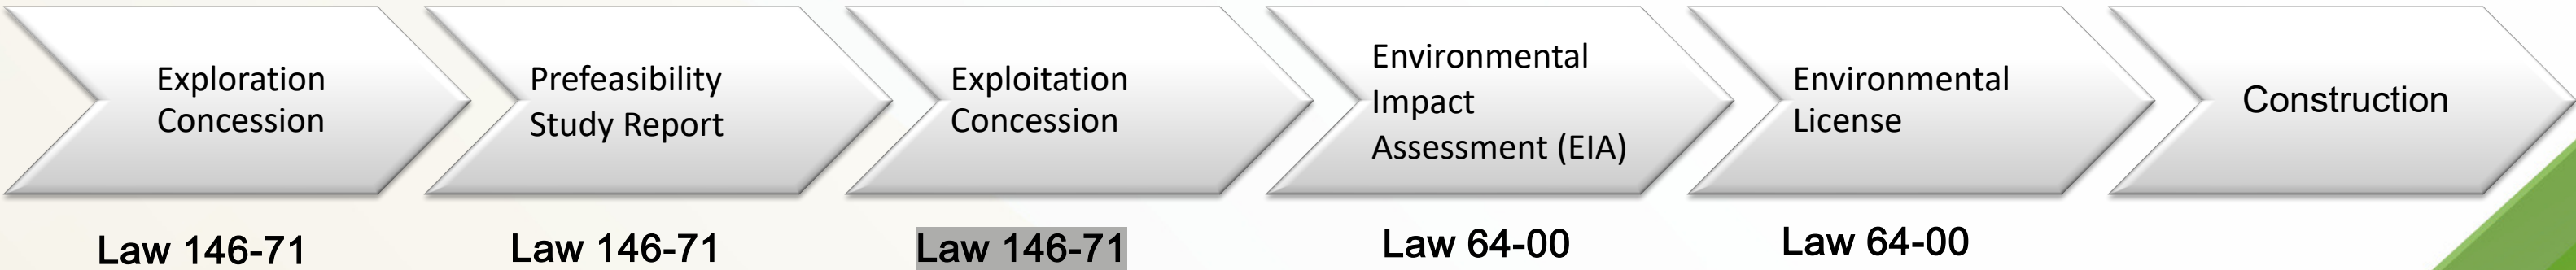 Exploration
Concession
Prefeasibility
Study Report
Exploitation
Concession
Environmental
Impact
Assessment (EIA)
Environmental
License
Construction
Law 146-71
Law 146-71
Law 146-71
Law 64-00
Law 64-00